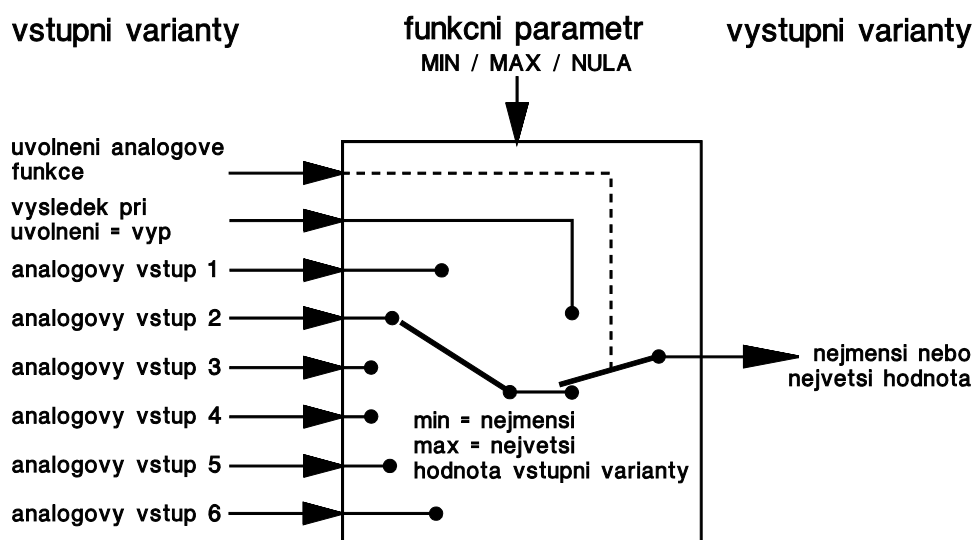 vstupni varianty
funkcni parametr
vystupni varianty
MIN / MAX / NULA
uvolneni analogove
funkce
vysledek pri
uvolneni = vyp
analogovy vstup 1
analogovy vstup 2
analogovy vstup 3
analogovy vstup 4
analogovy vstup 5
analogovy vstup 6
min = nejmensi
max = nejvetsi
hodnota vstupni varianty
nejmensi nebo
nejvetsi hodnota